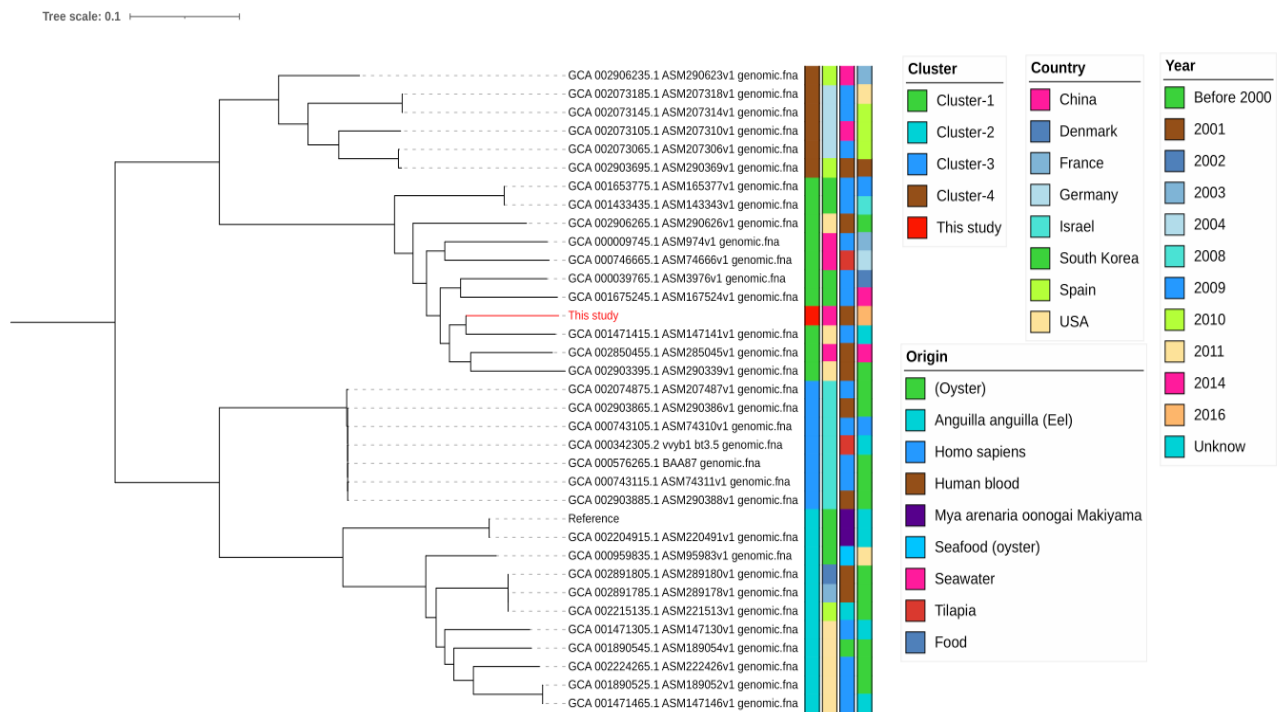 Tree scale: 0.1
GCA 002906235.1 ASM290623v1 genomic.fna
GCA 002073185.1 ASM207318v1 genomic.fna
GCA 002073145.1 ASM207314v1 genomic.fna
GCA 002073105.1 ASM207310v1 genomic.fna
GCA 002073065.1 ASM207306v1 genomic.fna
GCA 002903695.1 ASM290369v1 genomic.fna
GCA 001653775.1 ASM165377v1 genomic.fna
GCA 001433435.1 ASM143343v1 genomic.fna
GCA 002906265.1 ASM290626v1 genomic.fna
GCA 000009745.1 ASM974v1 genomic.fna
GCA 000746665.1 ASM74666v1 genomic.fna
GCA 000039765.1 ASM3976v1 genomic.fna
GCA 001675245.1 ASM167524v1 genomic.fna
This study
GCA 001471415.1 ASM147141v1 genomic.fna
GCA 002850455.1 ASM285045v1 genomic.fna
GCA 002903395.1 ASM290339v1 genomic.fna
GCA 002074875.1 ASM207487v1 genomic.fna
GCA 002903865.1 ASM290386v1 genomic.fna
GCA 000743105.1 ASM74310v1 genomic.fna
GCA 000342305.2 vvyb1 bt3.5 genomic.fna
GCA 000576265.1 BAA87 genomic.fna
GCA 000743115.1 ASM74311v1 genomic.fna
GCA 002903885.1 ASM290388v1 genomic.fna
Reference
GCA 002204915.1 ASM220491v1 genomic.fna
GCA 000959835.1 ASM95983v1 genomic.fna
GCA 002891805.1 ASM289180v1 genomic.fna
GCA 002891785.1 ASM289178v1 genomic.fna
GCA 002215135.1 ASM221513v1 genomic.fna
GCA 001471305.1 ASM147130v1 genomic.fna
GCA 001890545.1 ASM189054v1 genomic.fna
GCA 002224265.1 ASM222426v1 genomic.fna
GCA 001890525.1 ASM189052v1 genomic.fna
GCA 001471465.1 ASM147146v1 genomic.fna
Cluster
Cluster-1
Cluster-2
Cluster-3
Cluster-4
This study
Country
China
Denmark
France
Germany
Israel
South Korea
Spain
USA
Year
Before 2000
2001
2002
2003
2004
2008
2009
2010
2011
2014
2016
Unknow
Origin
(Oyster)
Anguilla anguilla (Eel)
Homo sapiens
Human blood
Mya arenaria oonogai Makiyama
Seafood (oyster)
Seawater
Tilapia
Food